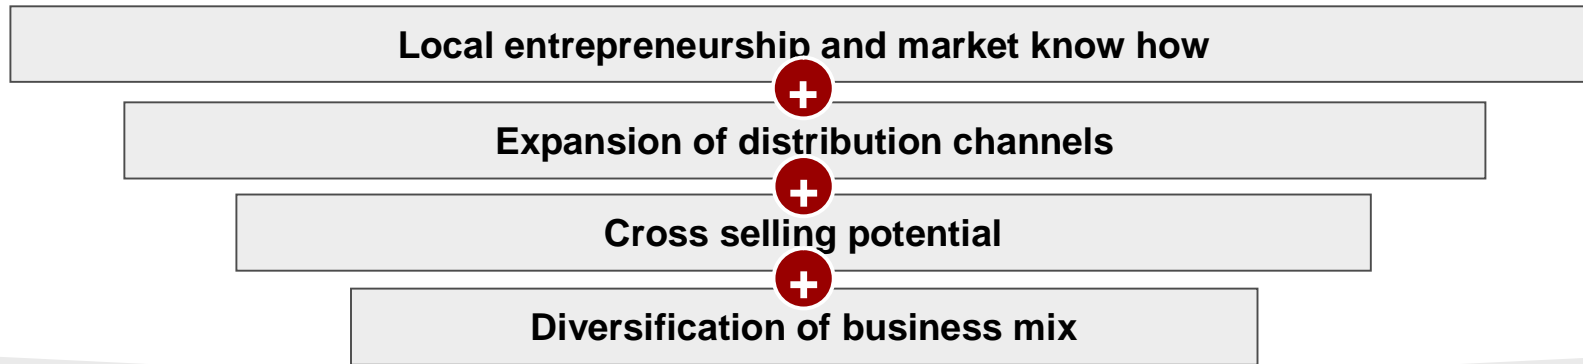 Local entrepreneurship and market know how
+
Expansion of distribution channels
+
Cross selling potential
+
Diversification of business mix